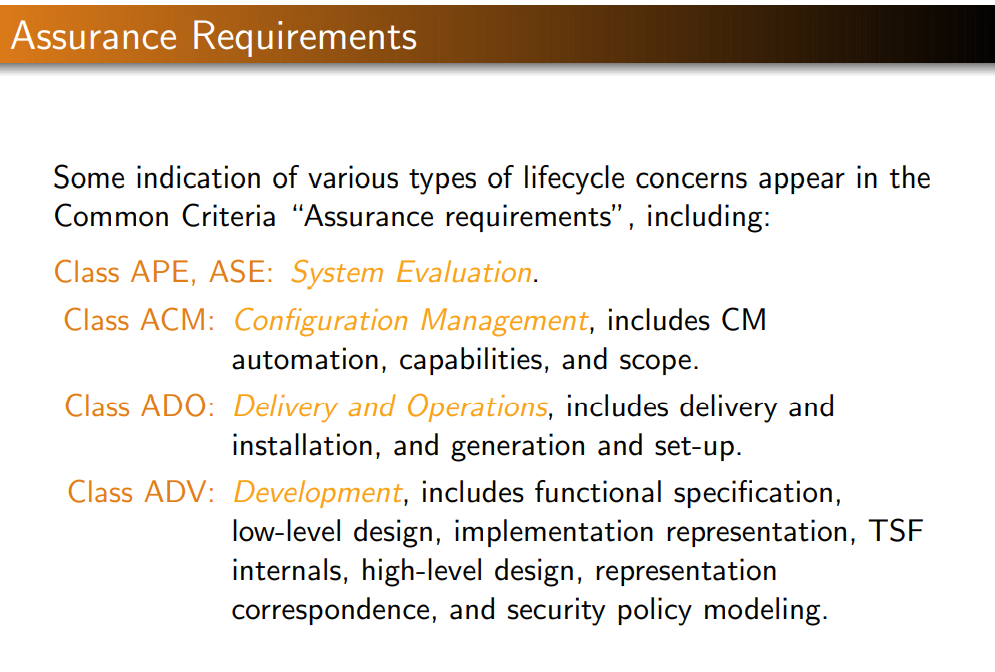 Assurance Requirements
Some indication of various types of lifecycle concerns appear in the
Common Criteria “Assurance requirements”, including:
Class APE, ASE: System Evaluation.
Class ACM: Configuration Management, includes CM
automation, capabilities, and scope.
Class ADO: Delivery and Operations, includes delivery and
installation, and generation and set-up.
Class ADV: Development, includes functional specification,
low-level design, implementation representation, TSF
internals, high-level design, representation
correspondence, and security policy modeling.